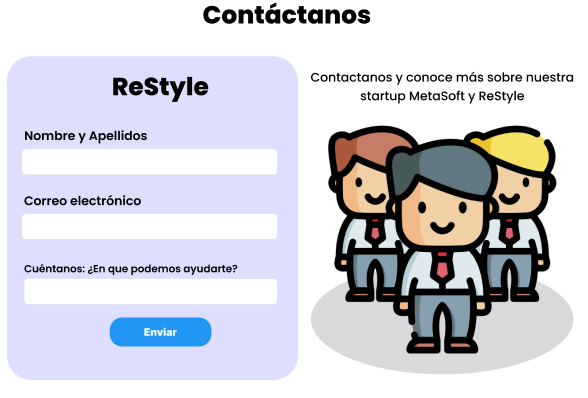 Contáctanos
ReStyle
Nombre y Apellidos
Correo electrónico
Cuéntanos: ¿En que podemos ayudarte?
Enviar
Contactanos y conoce más sobre nuestra
startup MetaSoft y ReStyle